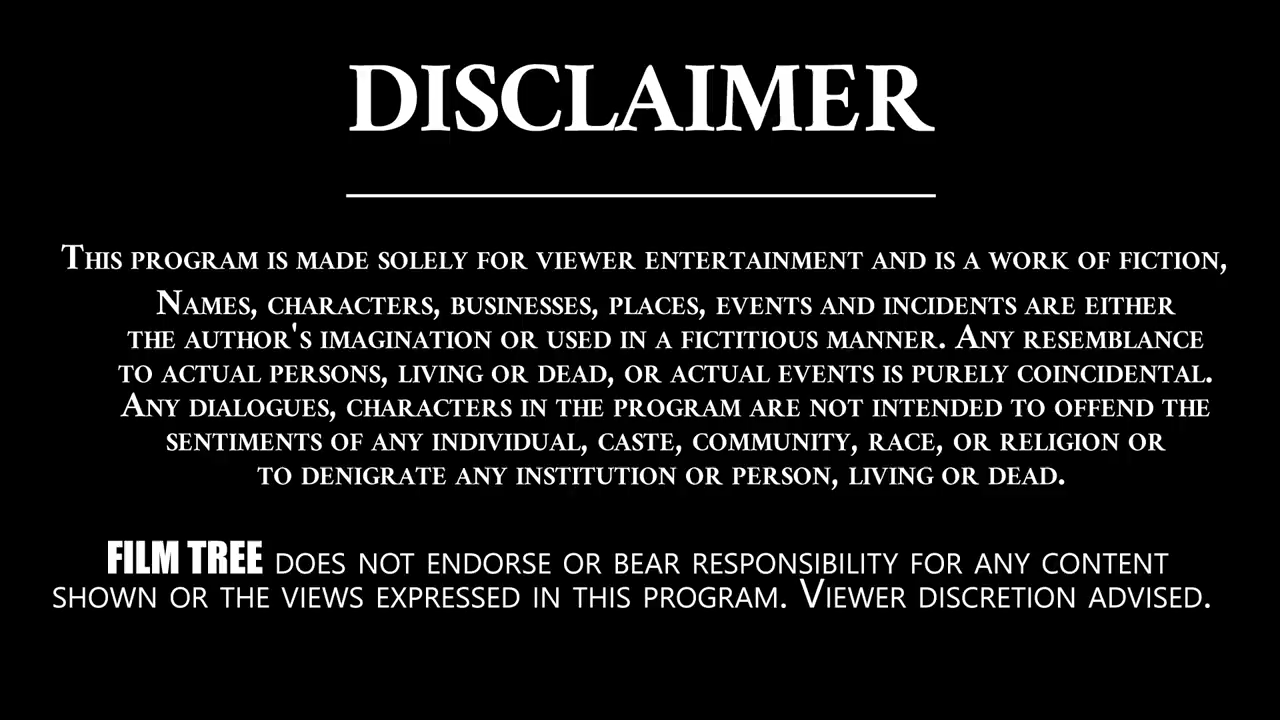 DISCLAIMER
THIS PROGRAM IS MADE SOLELY FOR VIEWER ENTERTAINMENT AND IS A WORK OF FICTION,
NAMES, CHARACTERS, BUSINESSES, PLACES, EVENTS AND INCIDENTS ARE EITHER
THE AUTHOR'S IMAGINATION OR USED IN A FICTITIOUS MANNER. ANY RESEMBLANCE
TO ACTUAL PERSONS, LIVING OR DEAD, OR ACTUAL EVENTS IS PURELY COINCIDENTAL.
ANY DIALOGUES, CHARACTERS IN THE PROGRAM ARE NOT INTENDED TO OFFEND THE
SENTIMENTS OF ANY INDIVIDUAL, CASTE, COMMUNITY, RACE, OR RELIGION OR
TO DENIGRATE ANY INSTITUTION OR PERSON, LIVING OR DEAD.
FILM TREE DOES NOT ENDORSE OR BEAR RESPONSIBILITY FOR ANY CONTENT
SHOWN OR THE VIEWS EXPRESSED IN THIS PROGRAM. VIEWER DISCRETION ADVISED.